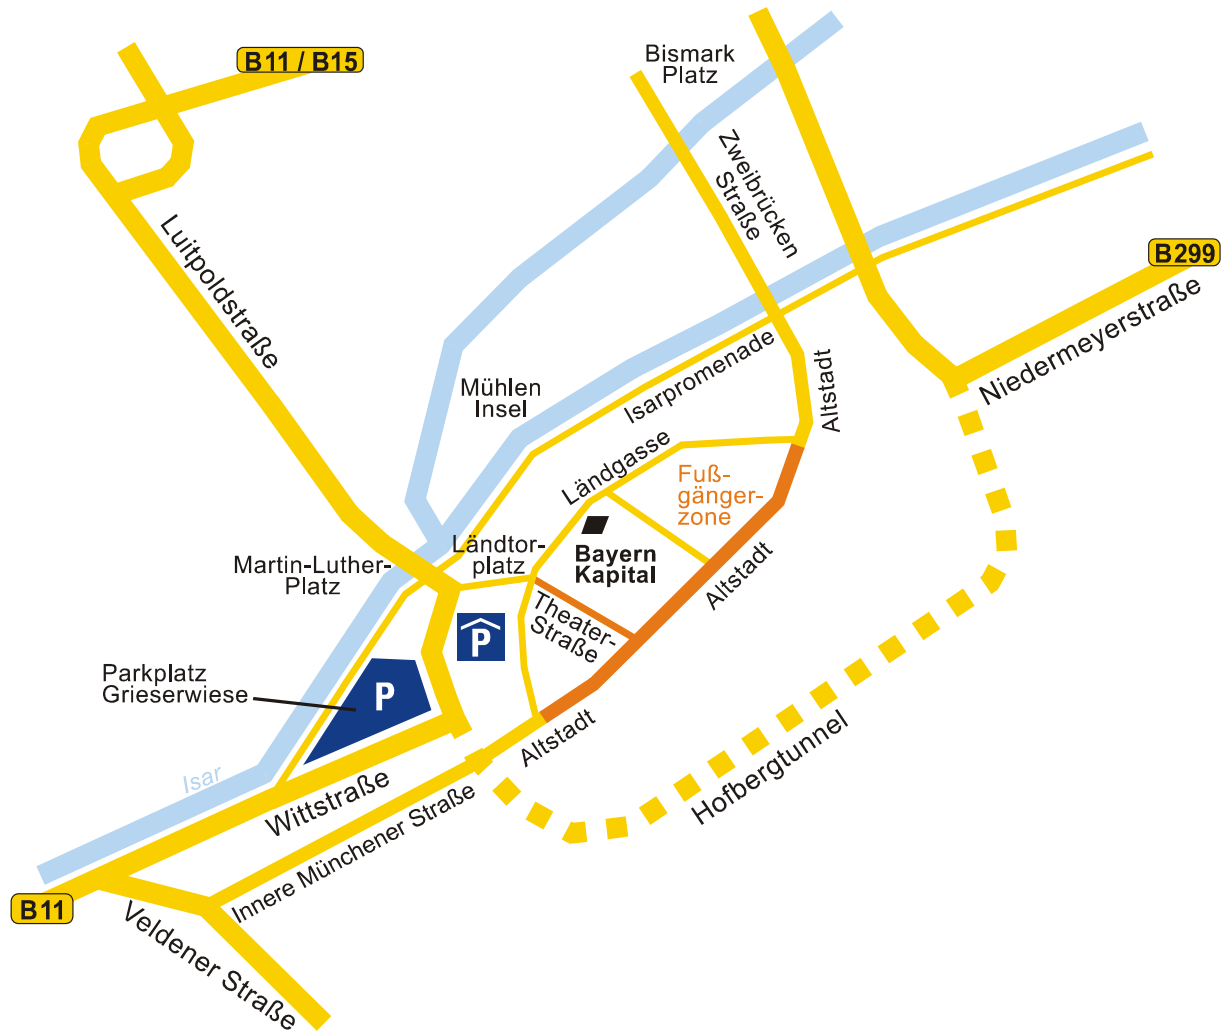 B11 / B15
Bismark
Platz
Zweibrücken
Straße
B299
Luitpoldstraße
Niedermeyerstraße
Isarpromenade
Altstadt
Mühlen
Insel
Ländgasse
Fuß-
gänger-
zone
Ländtor-
platz
Bayern
Kapital
Martin-Luther-
Platz
Altstadt
Theater-
Straße
P
Parkplatz
Grieserwiese
P
Altstadt
Hofbergtunnel
Isar
Wittstraße
Innere Münchener Straße
B11
Veldener Straße